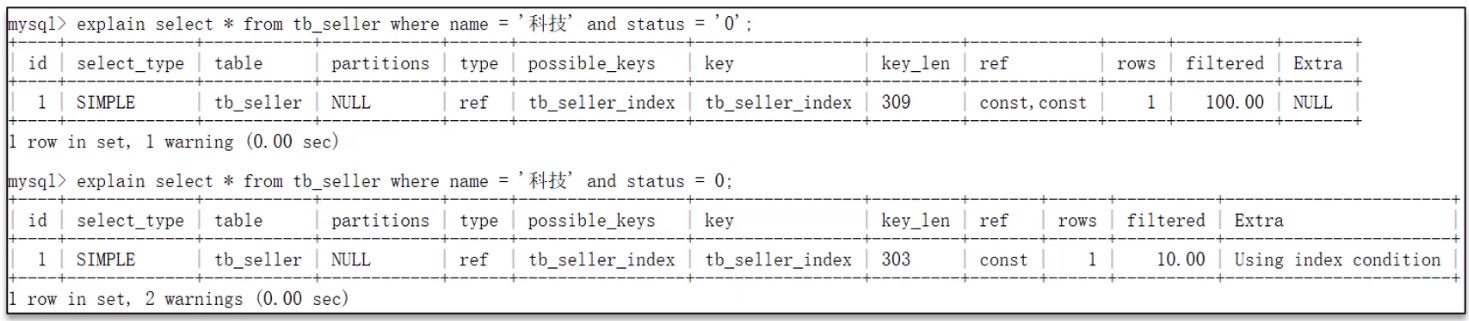 mysql> explain select * from tb_seller where name = '科技' and status = '0';
| id | select_type | table | partitions | type | possible_keys | key | key_len | ref | rows | filtered | Extra |
| 1 | SIMPLE | tb_seller | NULL | ref | tb_seller_index | tb_seller_index | 309 | const,const | 1 | 100.00 | NULL |
1 row in set, 1 warning (0.00 sec)
mysql> explain select * from tb_seller where name = '科技' and status = 0;
| id | select_type | table | partitions | type | possible_keys | key | key_len | ref | rows | filtered | Extra |
| 1 | SIMPLE | tb_seller | NULL | ref | tb_seller_index | tb_seller_index | 303 | const | 1 | 10.00 | Using index condition |
1 row in set, 2 warnings (0.00 sec)